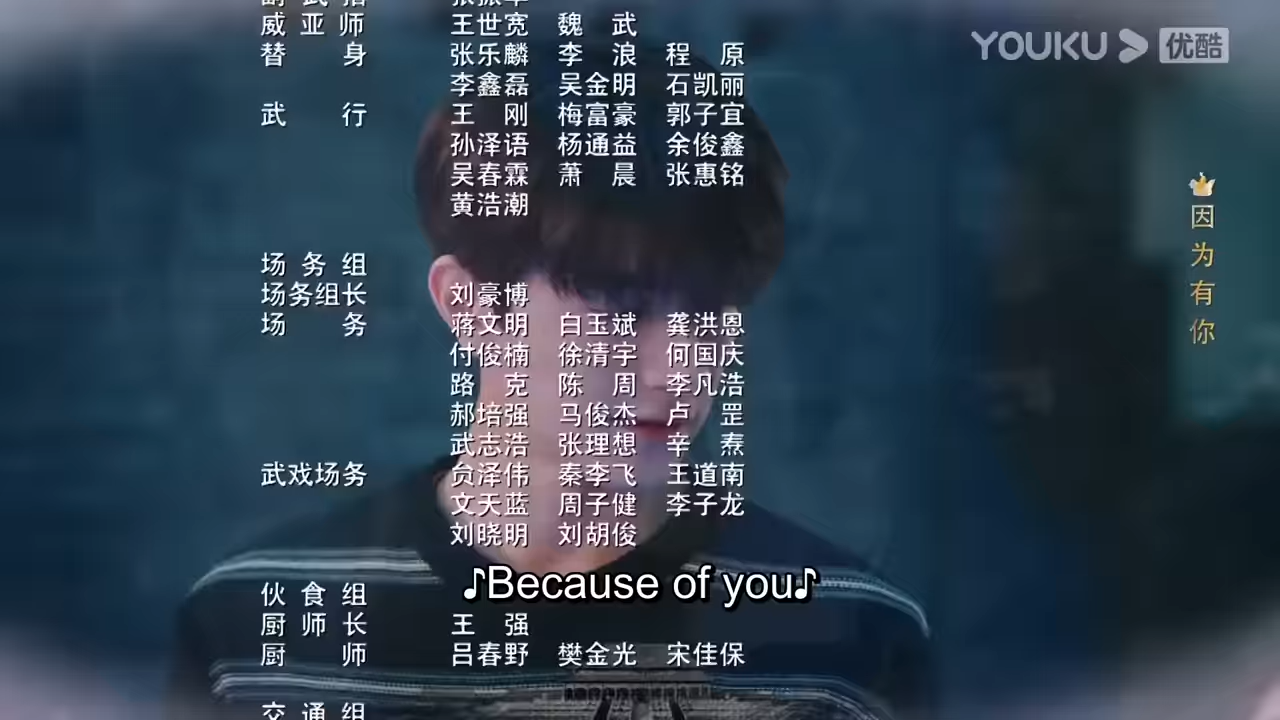 YOUKU 优酷
威亚师 王世宽 魏武
替身 张乐麟 李浪 程原
李鑫磊 吴金明 石凯丽
武行 王刚 梅富豪 郭子宜
孙泽语 杨通益 余俊鑫
吴春霖 萧晨 张惠铭
黄浩潮
场务组
场务组长 刘豪博
场务 蒋文明 白玉斌 龚洪恩
付俊楠 徐清宇 何国庆
路克 陈周 李凡浩
郝培强 马俊杰 卢罡
武志浩 张理想 辛焘
武戏场务 贠泽伟 秦李飞 王道南
文天蓝 周子健 李子龙
刘晓明 刘胡俊
♪Because of you♪
伙食组
厨师长 王强
厨师 吕春野 樊金光 宋佳保
交通组
因为有你